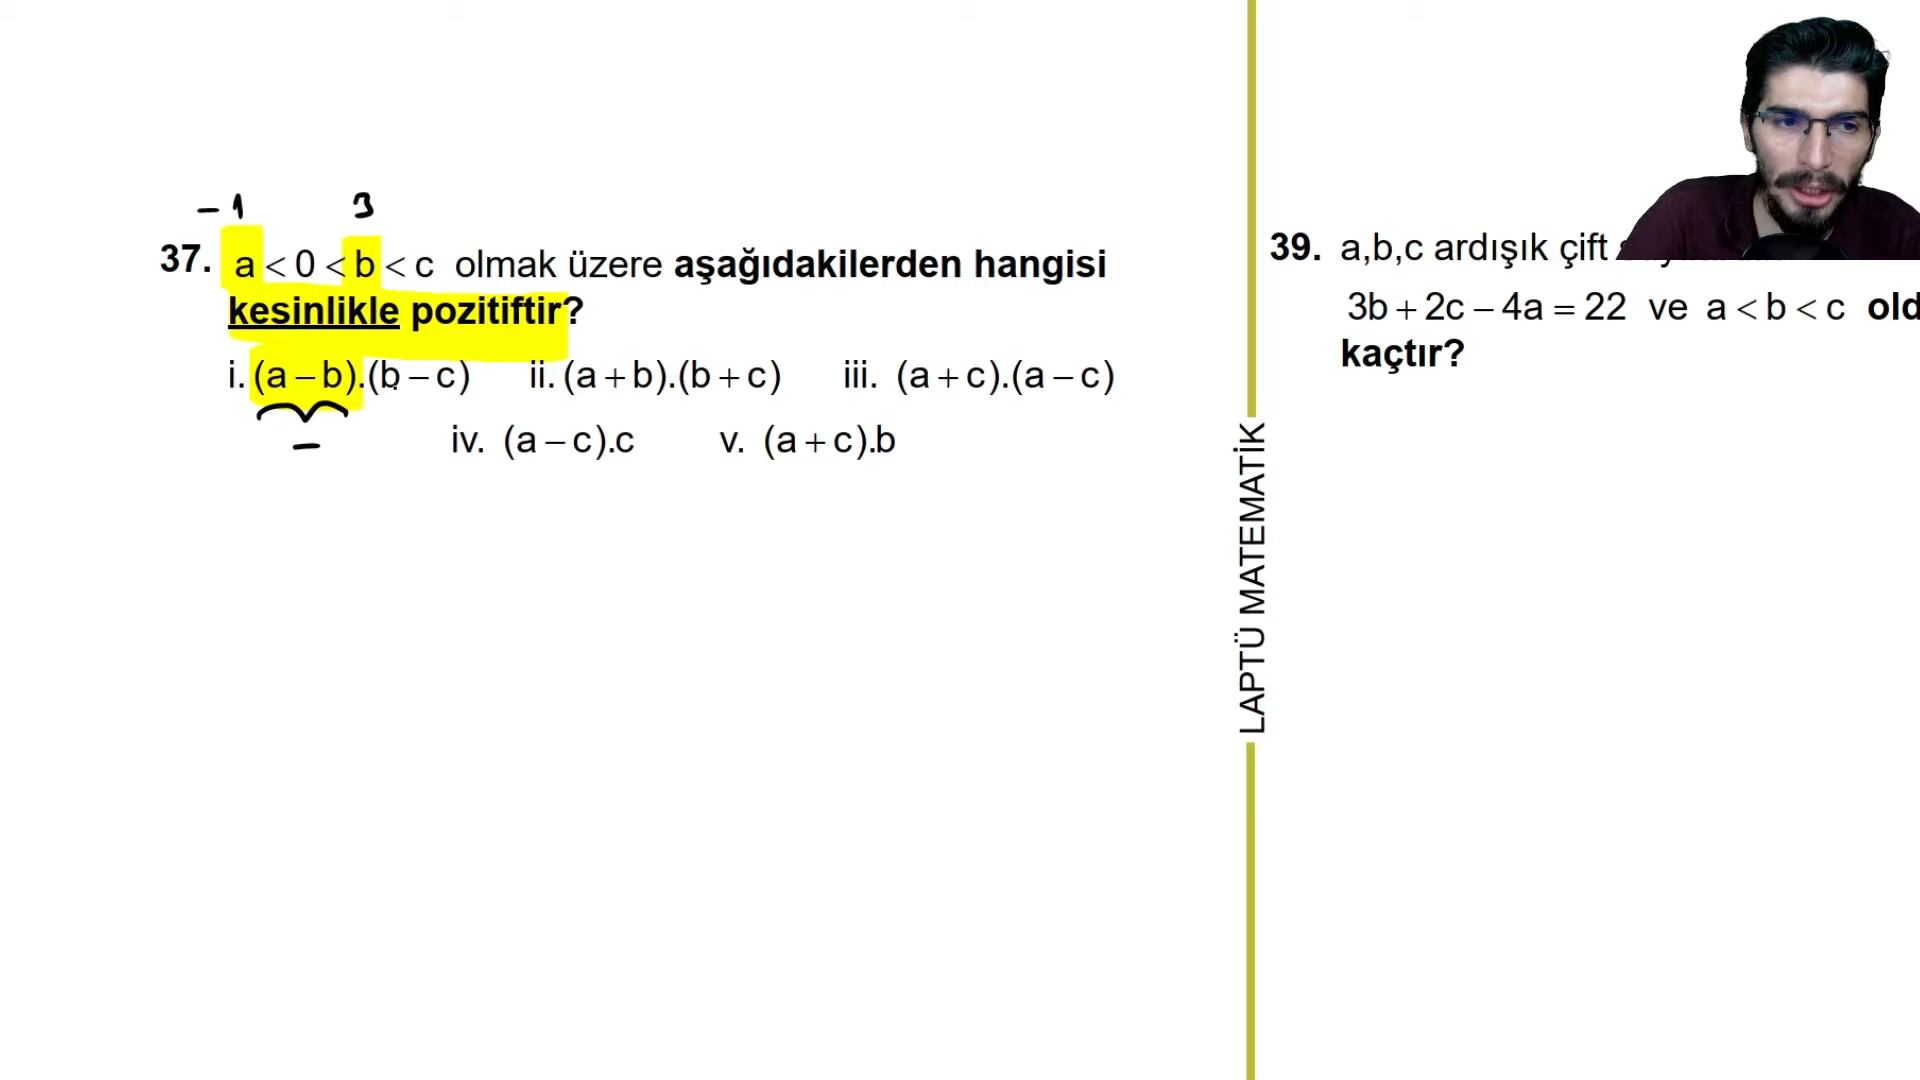 -1 3
37. a < 0 < b < c olmak üzere aşağıdakilerden hangisi
kesinlikle pozitiftir?
i. (a – b).(b – c) ii. (a + b).(b + c) iii. (a + c).(a – c)
–
iv. (a – c).c v. (a + c).b
LAPTÜ MATEMATİK
39. a,b,c ardışık çift
3b + 2c – 4a = 22 ve a < b < c old
kaçtır?